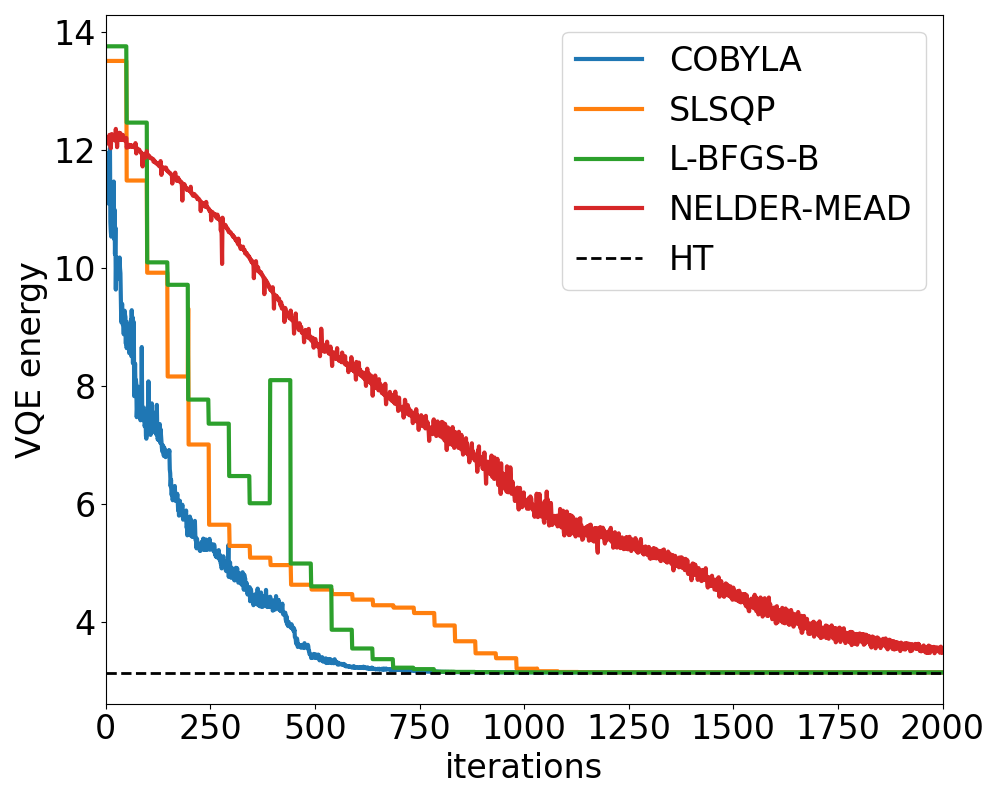 14
12
10
8
6
4
VQE energy
0
250
500
750
1000
1250
1500
1750
2000
iterations
COBYLA
SLSQP
L-BFGS-B
NELDER-MEAD
HT